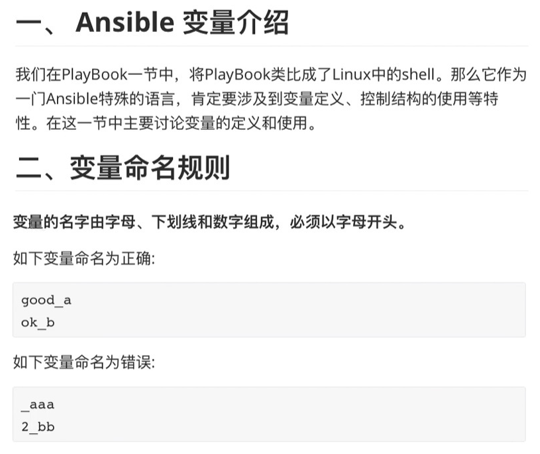 一、 Ansible 变量介绍
我们在PlayBook一节中，将PlayBook类比成了Linux中的shell。那么它作为
一门Ansible特殊的语言，肯定要涉及到变量定义、控制结构的使用等特
性。在这一节中主要讨论变量的定义和使用。
二、变量命名规则
变量的名字由字母、下划线和数字组成，必须以字母开头。
如下变量命名为正确:
good_a
ok_b
如下变量命名为错误:
_aaa
2_bb